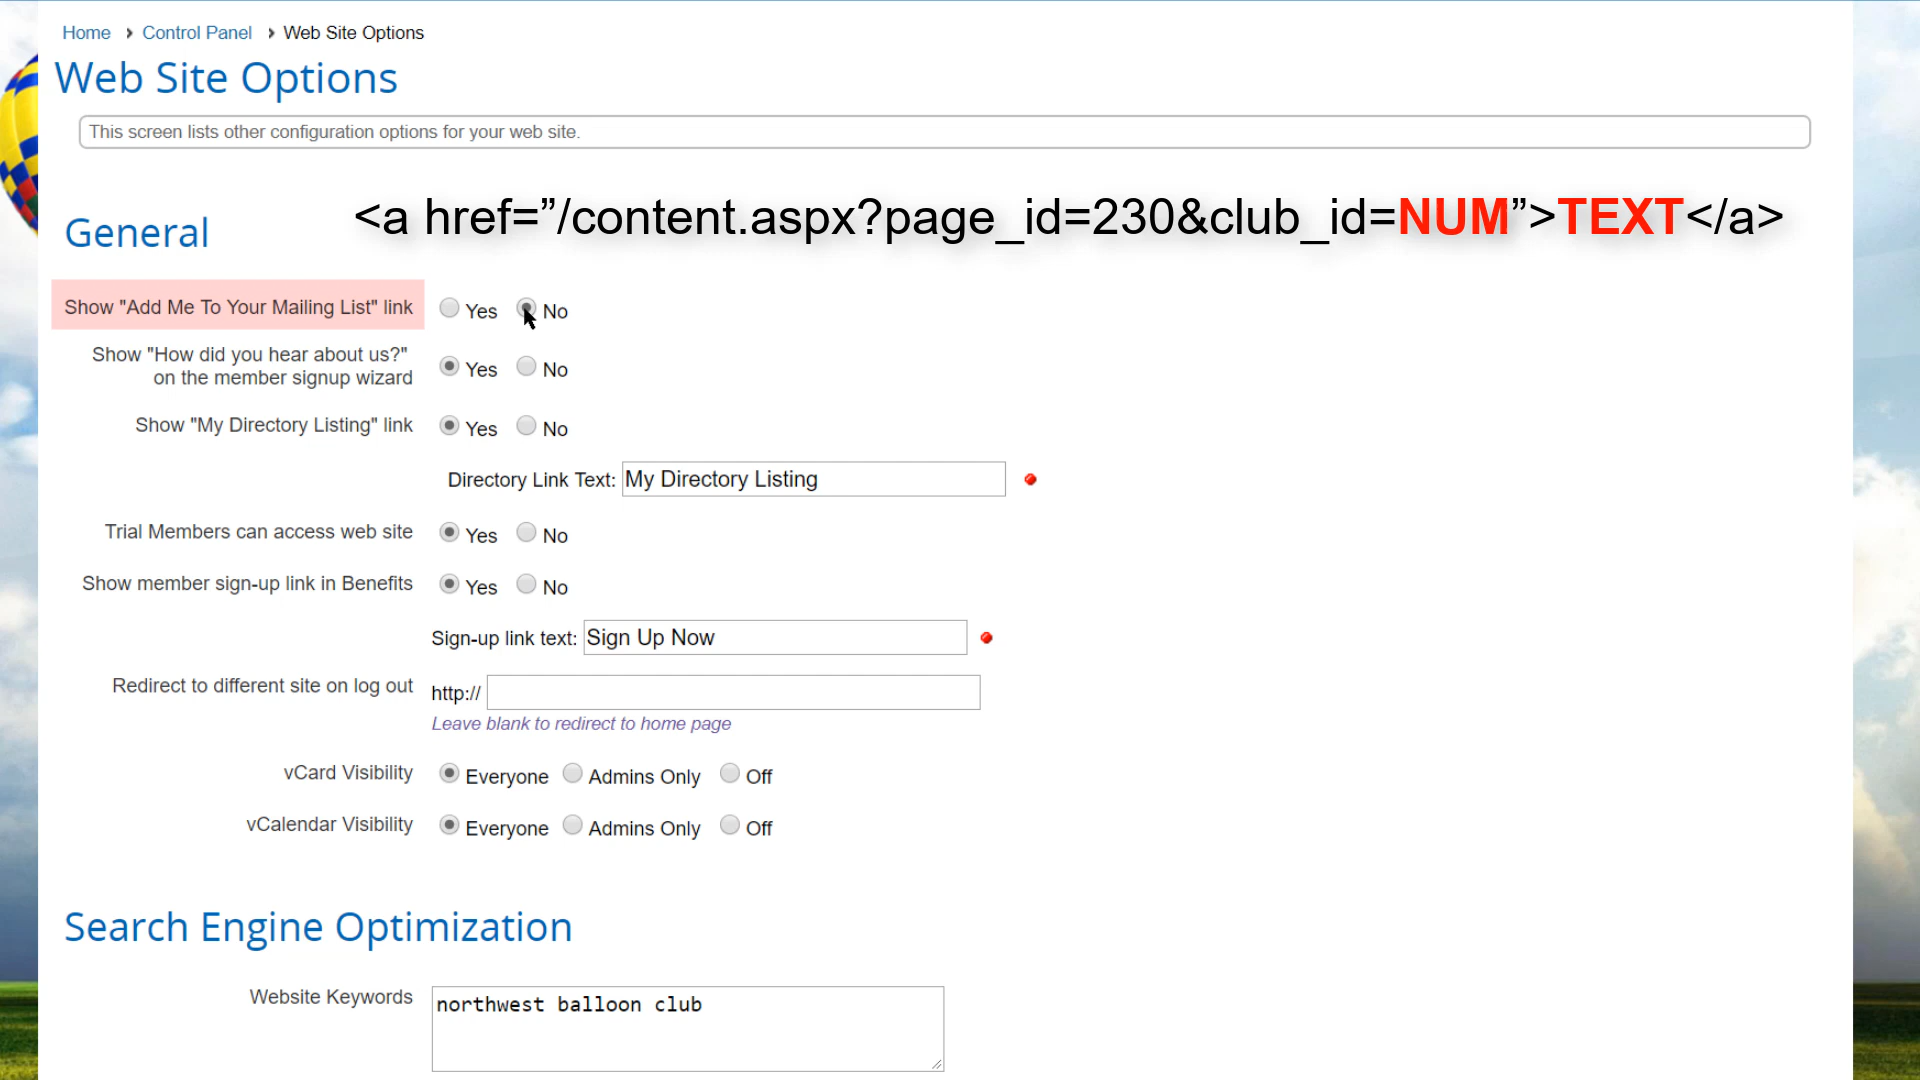 Home › Control Panel › Web Site Options
Web Site Options
This screen lists other configuration options for your web site.
<a href=”/content.aspx?page_id=230&club_id=NUM”>TEXT</a>
General
Show "Add Me To Your Mailing List" link Yes No
Show "How did you hear about us?"
on the member signup wizard Yes No
Show "My Directory Listing" link Yes No
Directory Link Text: My Directory Listing
Trial Members can access web site Yes No
Show member sign-up link in Benefits Yes No
Sign-up link text: Sign Up Now
Redirect to different site on log out http://
Leave blank to redirect to home page
vCard Visibility Everyone Admins Only Off
vCalendar Visibility Everyone Admins Only Off
Search Engine Optimization
Website Keywords northwest balloon club